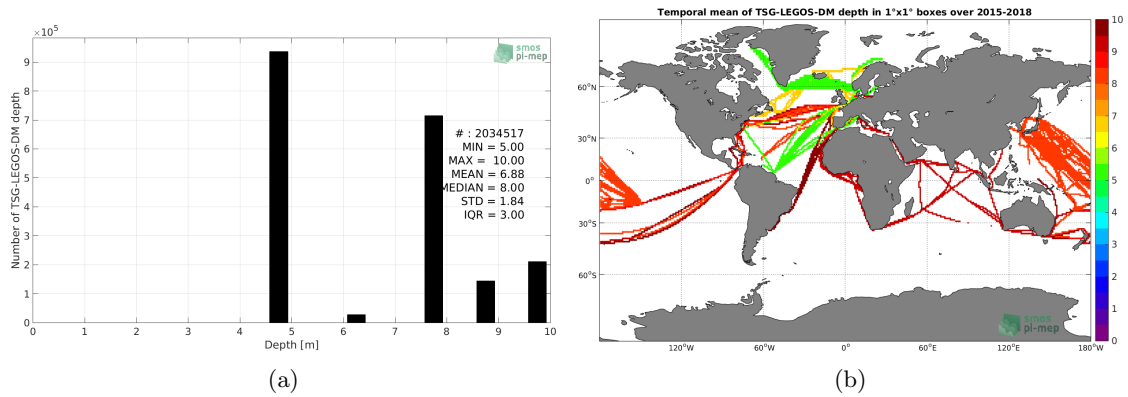 ×10⁵
9
8
7
6
5
4
3
2
1
0
Number of TSG-LEGOS-DM depth
smos
pi-mep
# : 2034517
MIN = 5.00
MAX = 10.00
MEAN = 6.88
MEDIAN = 8.00
STD = 1.84
IQR = 3.00
0 1 2 3 4 5 6 7 8 9 10
Depth [m]
(a)
Temporal mean of TSG-LEGOS-DM depth in 1°x1° boxes over 2015-2018
60°N
30°N
0°
30°S
60°S
120°W 60°W 0° 60°E 120°E 180°W
smos
pi-mep
10
9
8
7
6
5
4
3
2
1
0
(b)